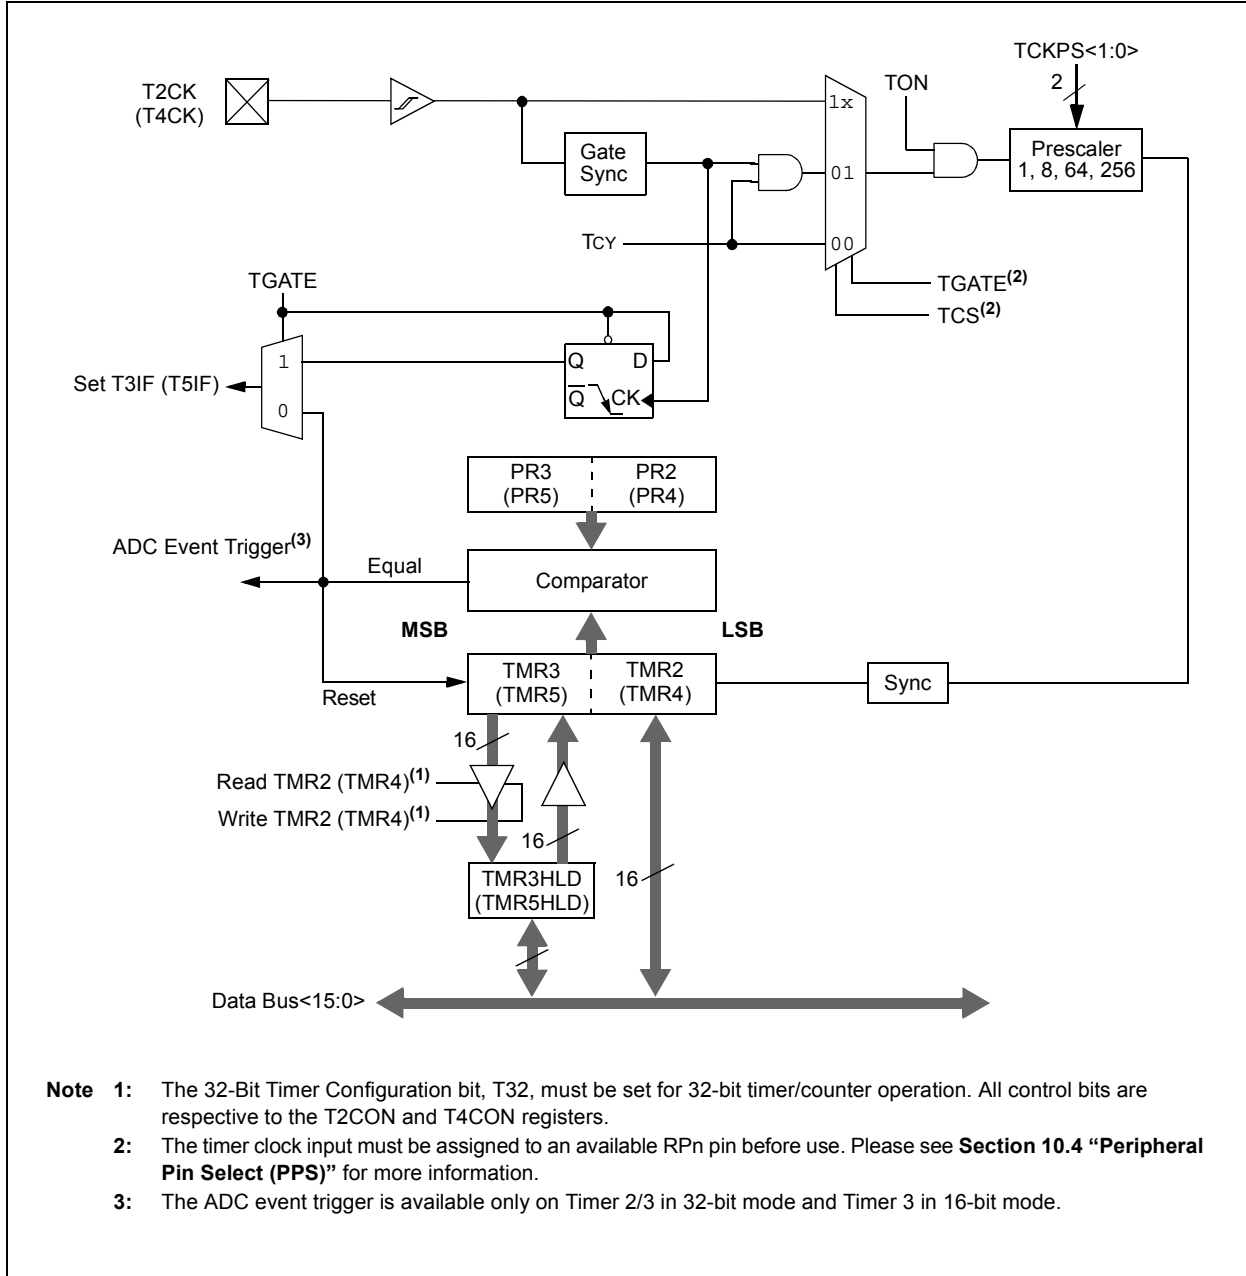 TCKPS<1:0>
2
T2CK
(T4CK)
TON
1x
Gate
Sync
01
Prescaler
1, 8, 64, 256
TCY
00
TGATE
TGATE(2)
TCS(2)
1
Q D
Set T3IF (T5IF)
0
Q CK
PR3 PR2
(PR5) (PR4)
ADC Event Trigger(3)
Equal
Comparator
MSB LSB
TMR3 TMR2
(TMR5) (TMR4)
Sync
Reset
16
Read TMR2 (TMR4)(1)
Write TMR2 (TMR4)(1)
16
TMR3HLD
(TMR5HLD)
16
Data Bus<15:0>
Note 1: The 32-Bit Timer Configuration bit, T32, must be set for 32-bit timer/counter operation. All control bits are
respective to the T2CON and T4CON registers.
2: The timer clock input must be assigned to an available RPn pin before use. Please see Section 10.4 “Peripheral
Pin Select (PPS)” for more information.
3: The ADC event trigger is available only on Timer 2/3 in 32-bit mode and Timer 3 in 16-bit mode.